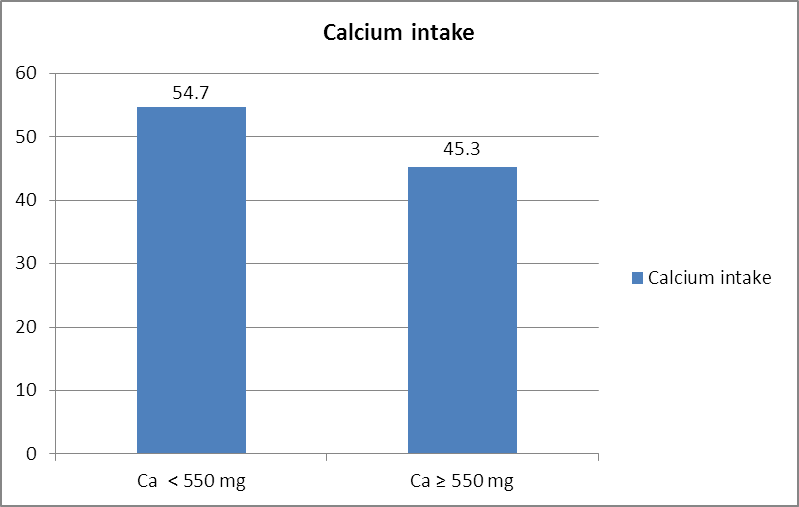 Calcium intake
60
54.7
50
45.3
40
30
Calcium intake
20
10
0
Ca < 550 mg
Ca ≥ 550 mg